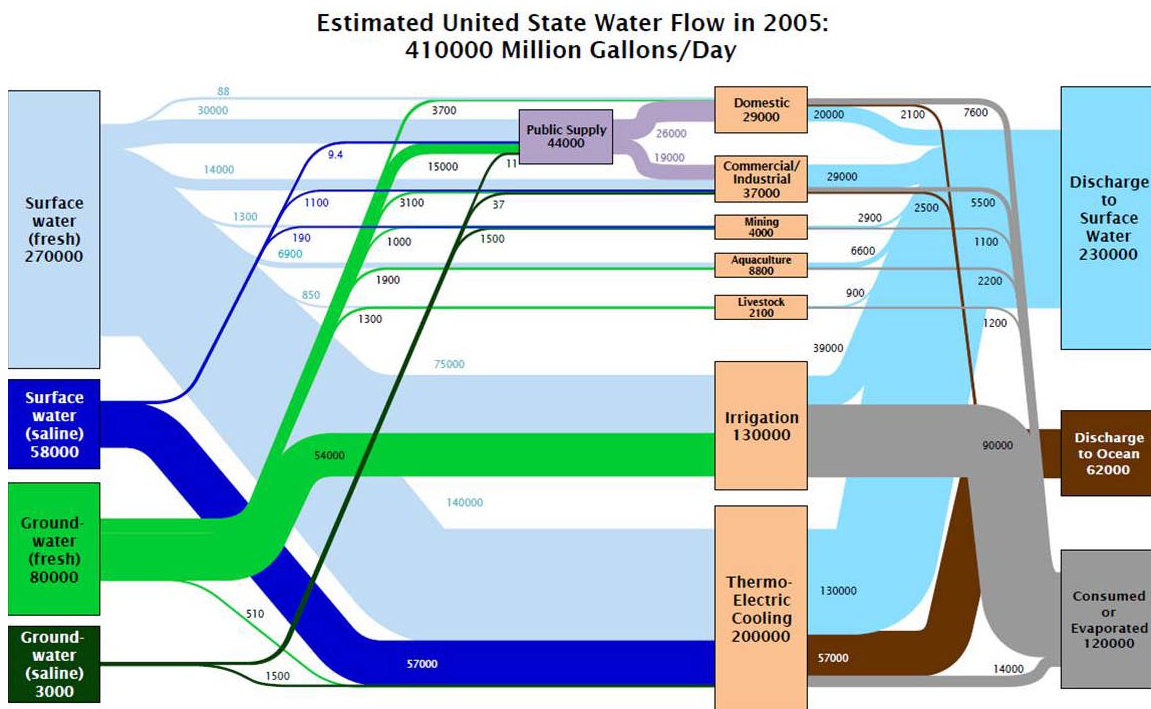 Estimated United State Water Flow in 2005:
410000 Million Gallons/Day
Surface
water
(fresh)
270000
Surface
water
(saline)
58000
Ground-
water
(fresh)
80000
Ground-
water
(saline)
3000
88
30000
14000
1300
6900
850
75000
140000
9.4
1100
190
57000
3700
15000
3100
1000
1900
1300
54000
510
11
37
1500
1500
Public Supply
44000
26000
19000
Domestic
29000
Commercial/
Industrial
37000
Mining
4000
Aquaculture
8800
Livestock
2100
Irrigation
130000
Thermo-
Electric
Cooling
200000
20000
2100
7600
29000
2500
5500
2900
1100
6600
2200
900
1200
39000
90000
130000
57000
14000
Discharge
to
Surface
Water
230000
Discharge
to Ocean
62000
Consumed
or
Evaporated
120000